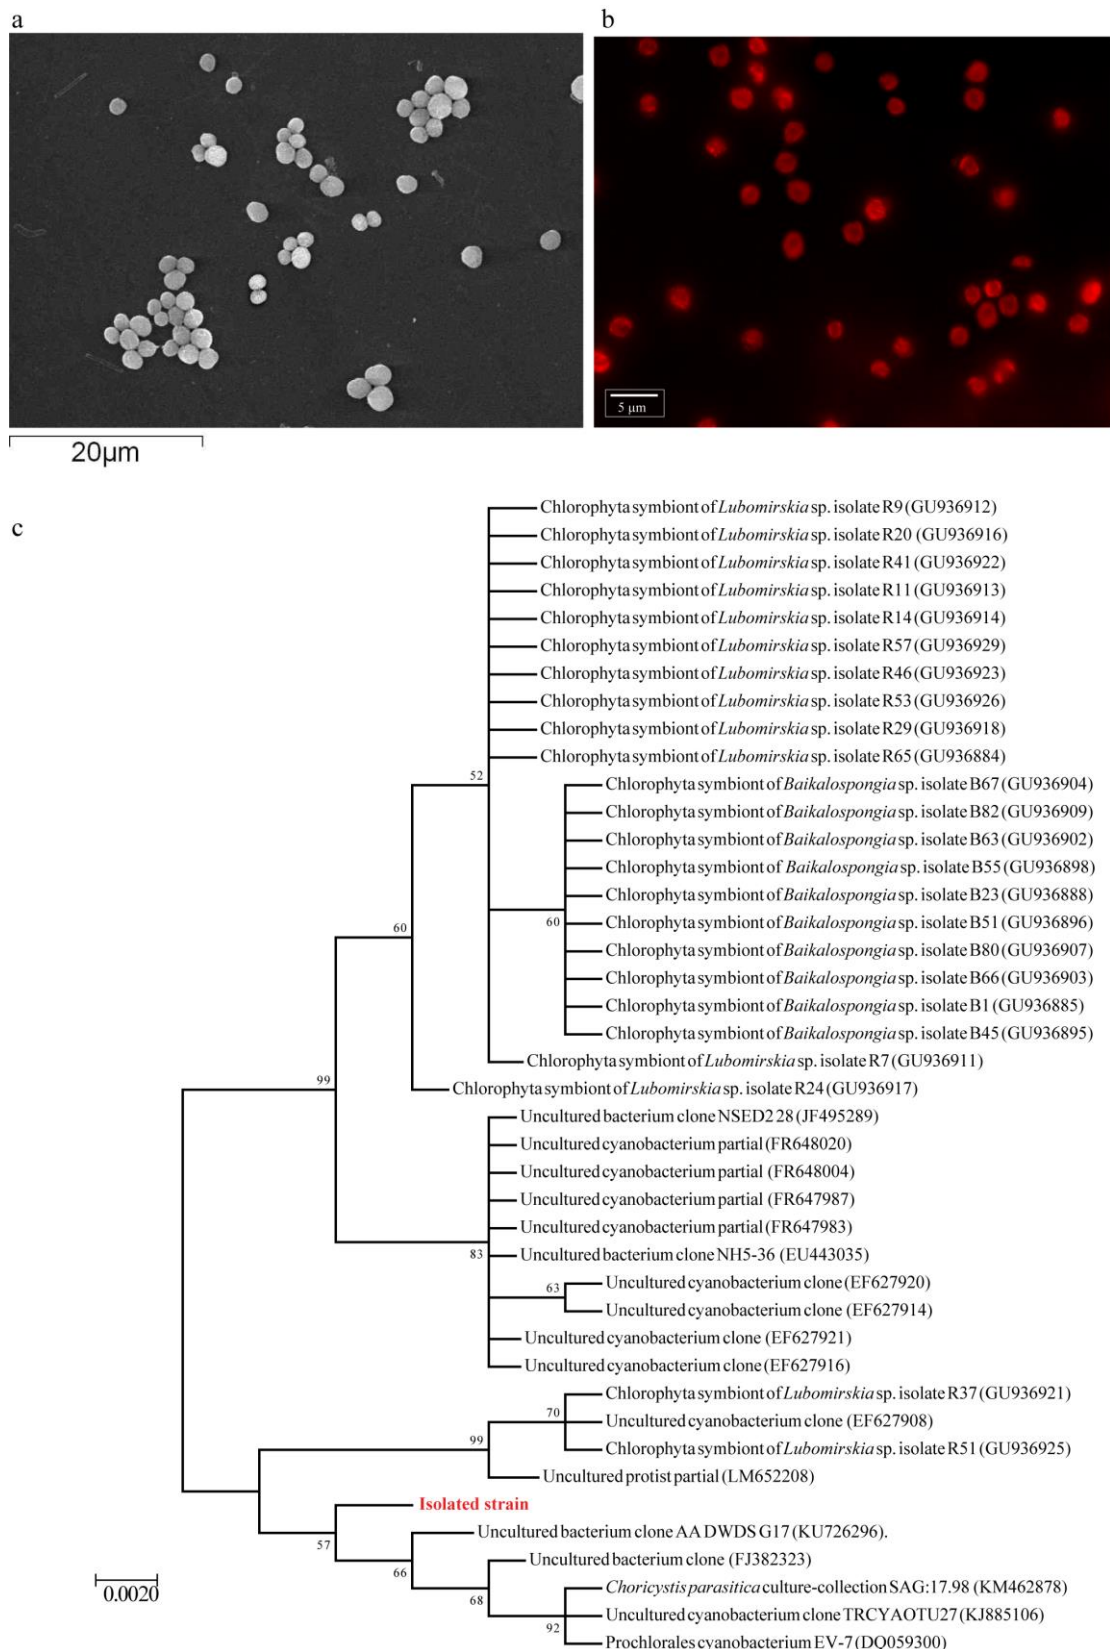 a
b
20µm
5 µm
c
Chlorophyta symbiont of Lubomirskia sp. isolate R9 (GU936912)
Chlorophyta symbiont of Lubomirskia sp. isolate R20 (GU936916)
Chlorophyta symbiont of Lubomirskia sp. isolate R41 (GU936922)
Chlorophyta symbiont of Lubomirskia sp. isolate R11 (GU936913)
Chlorophyta symbiont of Lubomirskia sp. isolate R14 (GU936914)
Chlorophyta symbiont of Lubomirskia sp. isolate R57 (GU936929)
Chlorophyta symbiont of Lubomirskia sp. isolate R46 (GU936923)
Chlorophyta symbiont of Lubomirskia sp. isolate R53 (GU936926)
Chlorophyta symbiont of Lubomirskia sp. isolate R29 (GU936918)
Chlorophyta symbiont of Lubomirskia sp. isolate R65 (GU936884)
52
Chlorophyta symbiont of Baikalospongia sp. isolate B67 (GU936904)
Chlorophyta symbiont of Baikalospongia sp. isolate B82 (GU936909)
Chlorophyta symbiont of Baikalospongia sp. isolate B63 (GU936902)
Chlorophyta symbiont of Baikalospongia sp. isolate B55 (GU936898)
Chlorophyta symbiont of Baikalospongia sp. isolate B23 (GU936888)
60
Chlorophyta symbiont of Baikalospongia sp. isolate B51 (GU936896)
60
Chlorophyta symbiont of Baikalospongia sp. isolate B80 (GU936907)
Chlorophyta symbiont of Baikalospongia sp. isolate B66 (GU936903)
Chlorophyta symbiont of Baikalospongia sp. isolate B1 (GU936885)
Chlorophyta symbiont of Baikalospongia sp. isolate B45 (GU936895)
Chlorophyta symbiont of Lubomirskia sp. isolate R7 (GU936911)
99
Chlorophyta symbiont of Lubomirskia sp. isolate R24 (GU936917)
Uncultured bacterium clone NSED2 28 (JF495289)
Uncultured cyanobacterium partial (FR648020)
Uncultured cyanobacterium partial (FR648004)
Uncultured cyanobacterium partial (FR647987)
Uncultured cyanobacterium partial (FR647983)
83
Uncultured bacterium clone NH5-36 (EU443035)
63
Uncultured cyanobacterium clone (EF627920)
Uncultured cyanobacterium clone (EF627914)
Uncultured cyanobacterium clone (EF627921)
Uncultured cyanobacterium clone (EF627916)
Chlorophyta symbiont of Lubomirskia sp. isolate R37 (GU936921)
70
Uncultured cyanobacterium clone (EF627908)
99
Chlorophyta symbiont of Lubomirskia sp. isolate R51 (GU936925)
Uncultured protist partial (LM652208)
Isolated strain
Uncultured bacterium clone AA DWDS G17 (KU726296).
57
Uncultured bacterium clone (FJ382323)
66
Choricystis parasitica culture-collection SAG:17.98 (KM462878)
0.0020
68
Uncultured cyanobacterium clone TRCYAOTU27 (KJ885106)
92
Prochlorales cyanobacterium EV-7 (DQ059300)